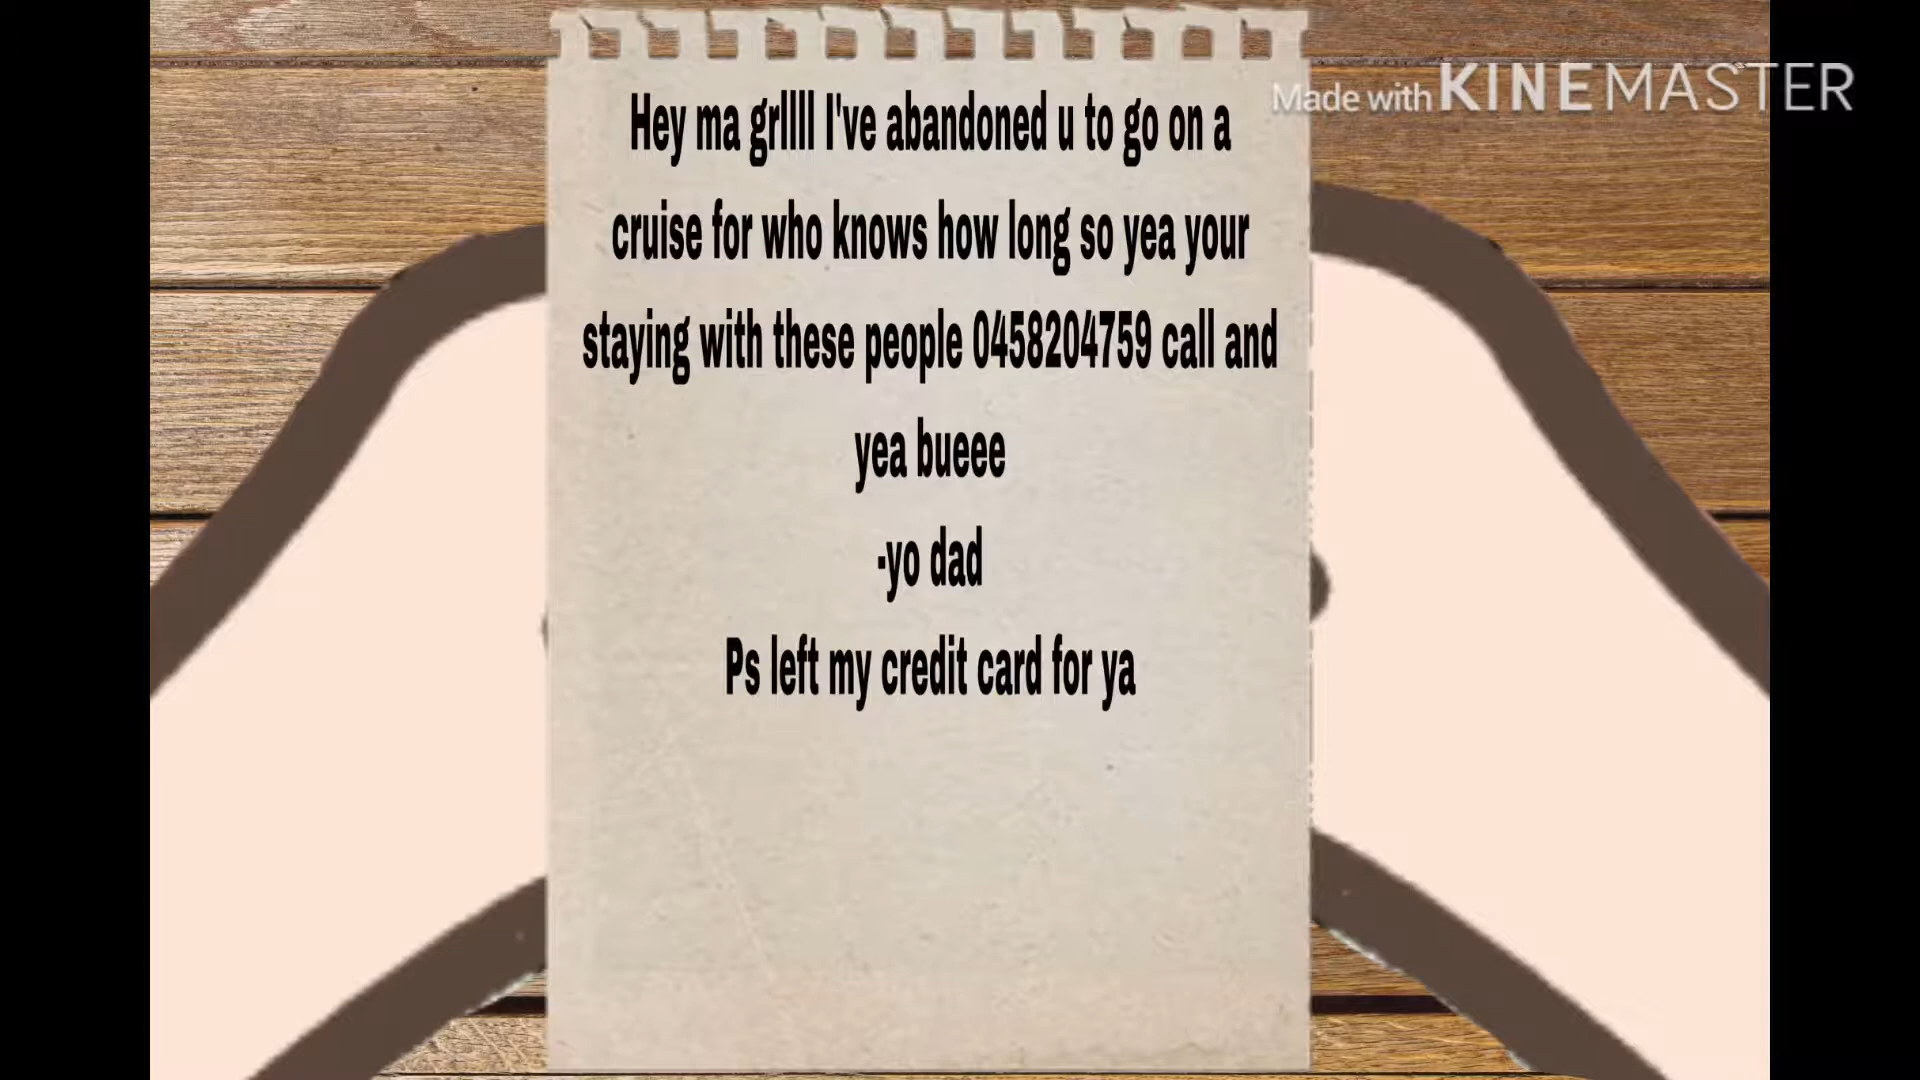 Made with KINEMASTER
Hey ma grllll I've abandoned u to go on a
cruise for who knows how long so yea your
staying with these people 0458204759 call and
yea bueee
-yo dad
Ps left my credit card for ya